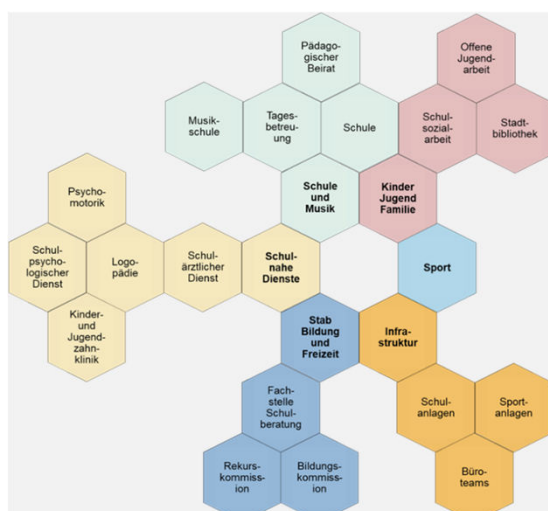 Pädago-
gischer
Beirat
Offene
Jugend-
arbeit
Musik-
schule
Tages-
betreu-
ung
Schule
Schul-
sozial-
arbeit
Stadt-
bibliothek
Schule
und
Musik
Kinder
Jugend
Familie
Psycho-
motorik
Schul-
psycho-
logischer
Dienst
Logo-
pädie
Schul-
ärztlicher
Dienst
Schul-
nahe
Dienste
Sport
Kinder-
und
Jugend-
zahn-
klinik
Stab
Bildung
und
Freizeit
Infra-
struktur
Fach-
stelle
Schul-
beratung
Schul-
anlagen
Sport-
anlagen
Rekurs-
kommiss-
ion
Bildungs-
kommiss-
ion
Büro-
teams